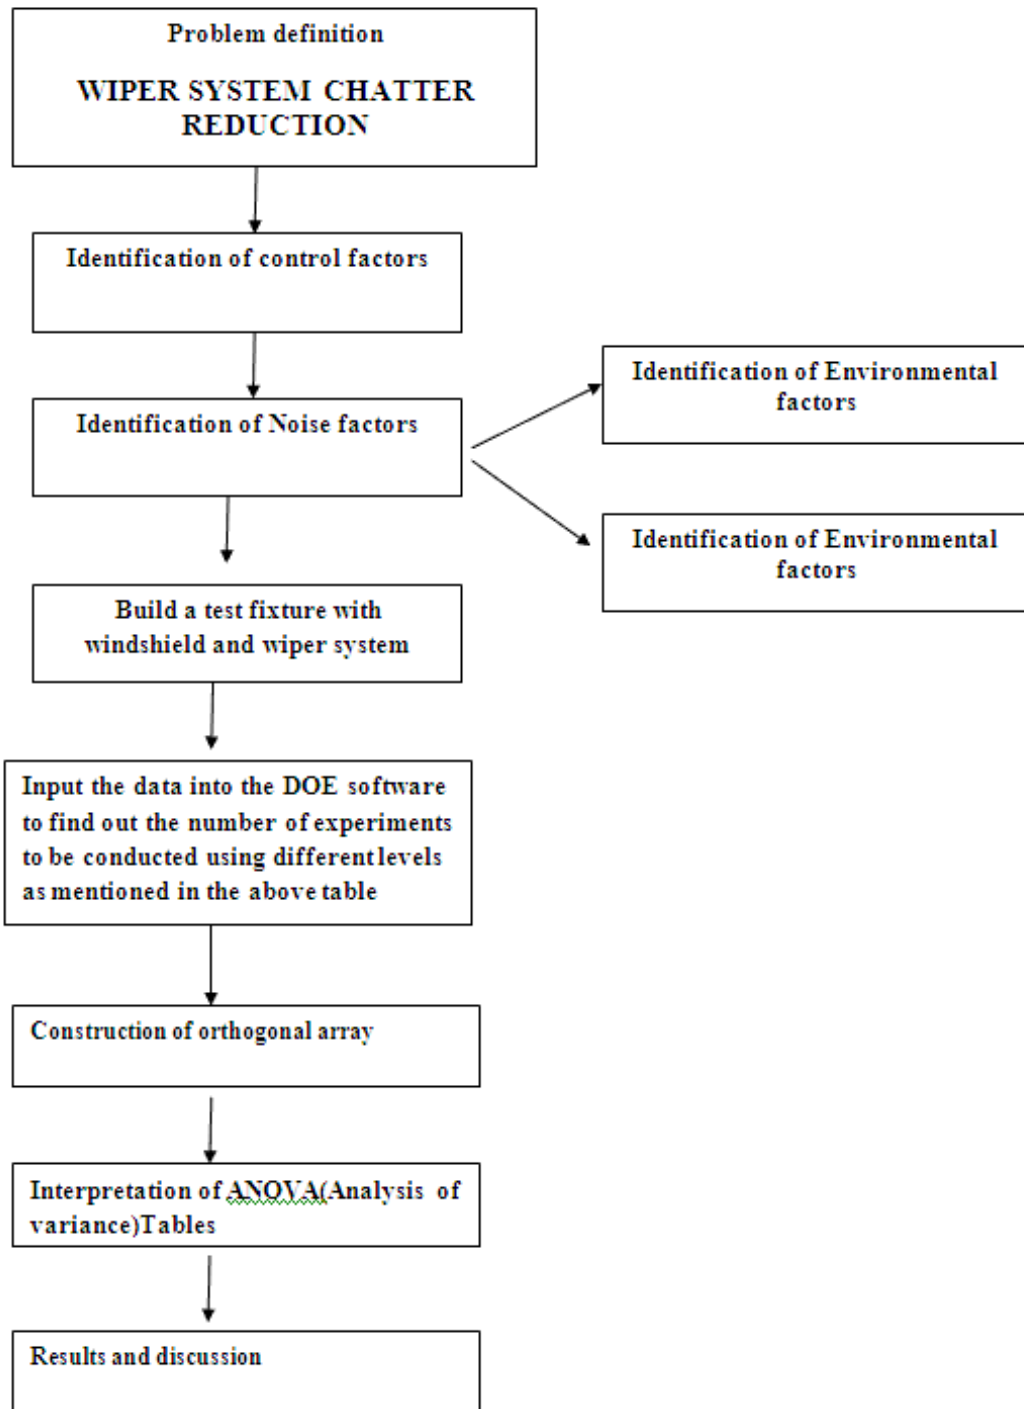 Problem definition
WIPER SYSTEM CHATTER
REDUCTION
Identification of control factors
Identification of Noise factors
Identification of Environmental
factors
Identification of Environmental
factors
Build a test fixture with
windshield and wiper system
Input the data into the DOE software
to find out the number of experiments
to be conducted using different levels
as mentioned in the above table
Construction of orthogonal array
Interpretation of ANOVA(Analysis of
variance)Tables
Results and discussion